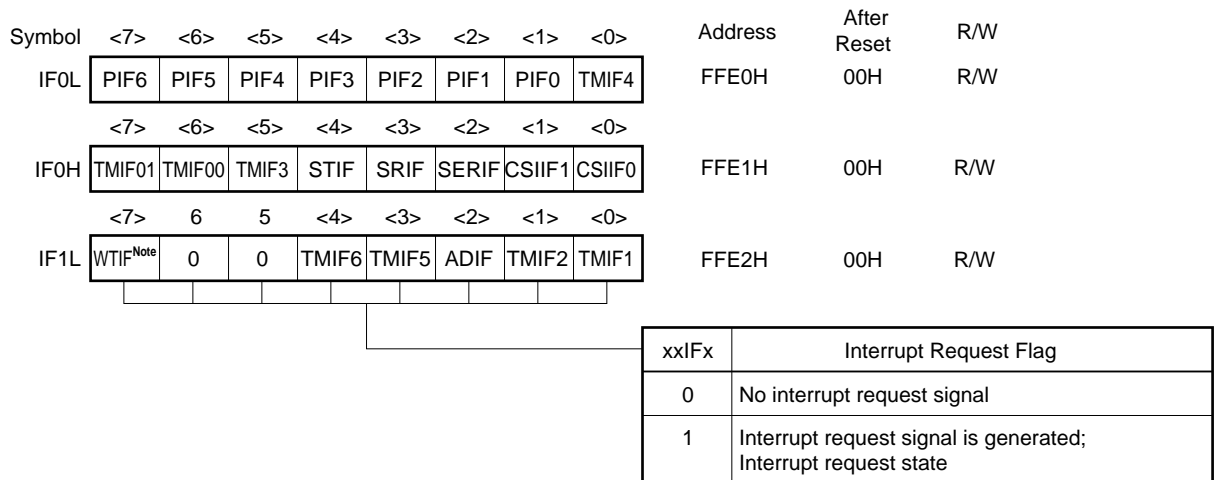 Symbol <7> <6> <5> <4> <3> <2> <1> <0> Address After Reset R/W
IF0L PIF6 PIF5 PIF4 PIF3 PIF2 PIF1 PIF0 TMIF4 FFE0H 00H R/W
<7> <6> <5> <4> <3> <2> <1> <0>
IF0H TMIF01 TMIF00 TMIF3 STIF SRIF SERIF CSIIF1 CSIIF0 FFE1H 00H R/W
<7> 6 5 <4> <3> <2> <1> <0>
IF1L WTIFNote 0 0 TMIF6 TMIF5 ADIF TMIF2 TMIF1 FFE2H 00H R/W
xxIFx Interrupt Request Flag
0 No interrupt request signal
1 Interrupt request signal is generated;
Interrupt request state